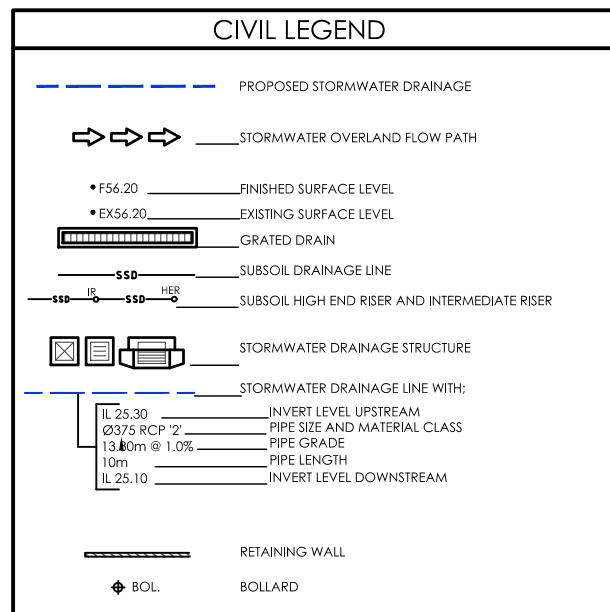 CIVIL LEGEND
PROPOSED STORMWATER DRAINAGE
STORMWATER OVERLAND FLOW PATH
F56.20 FINISHED SURFACE LEVEL
EX56.20 EXISTING SURFACE LEVEL
GRATED DRAIN
SSD SUBSOIL DRAINAGE LINE
SSD IR SSD HER SUBSOIL HIGH END RISER AND INTERMEDIATE RISER
STORMWATER DRAINAGE STRUCTURE
STORMWATER DRAINAGE LINE WITH;
IL 25.30 INVERT LEVEL UPSTREAM
Ø375 RCP '2' PIPE SIZE AND MATERIAL CLASS
@ 1.0% PIPE GRADE
10m PIPE LENGTH
IL 25.10 INVERT LEVEL DOWNSTREAM
RETAINING WALL
BOL. BOLLARD